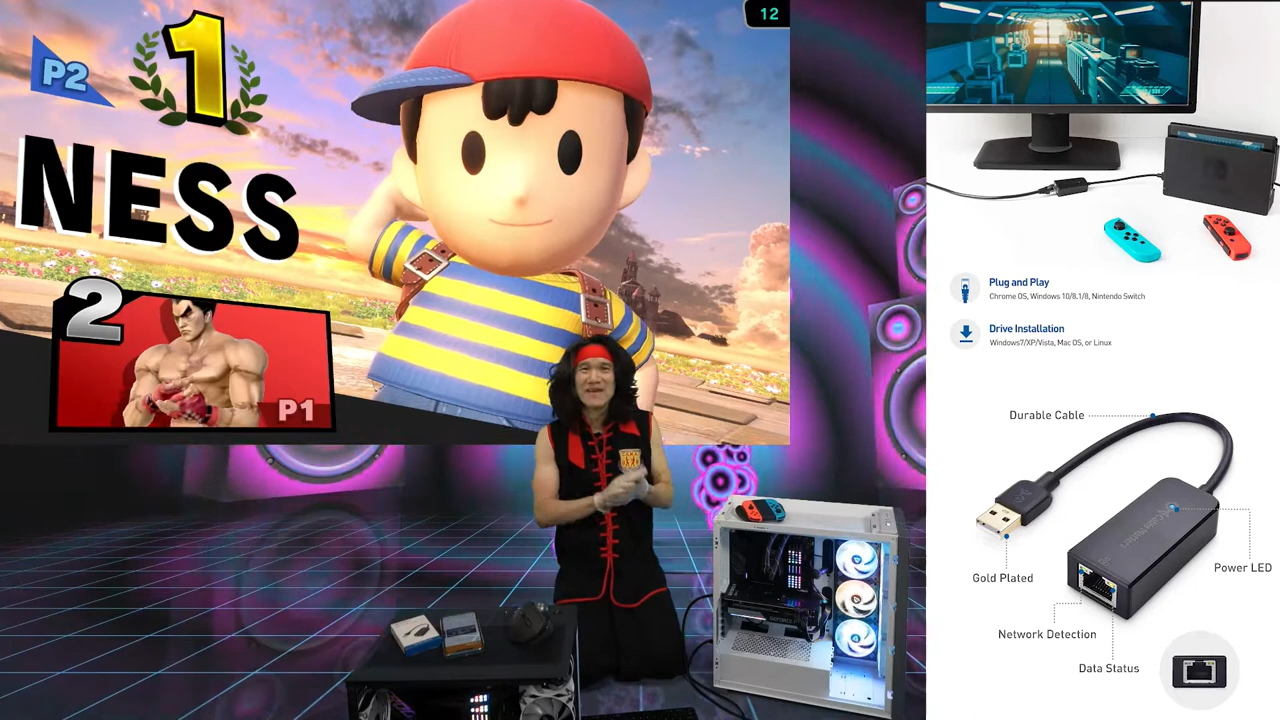 12
P2
1
NESS
2
P1
Plug and Play
Chrome OS, Windows 10/8.1/8, Nintendo Switch
Drive Installation
Windows7/XP/Vista, Mac OS, or Linux
Durable Cable
Gold Plated
Power LED
Network Detection
Data Status